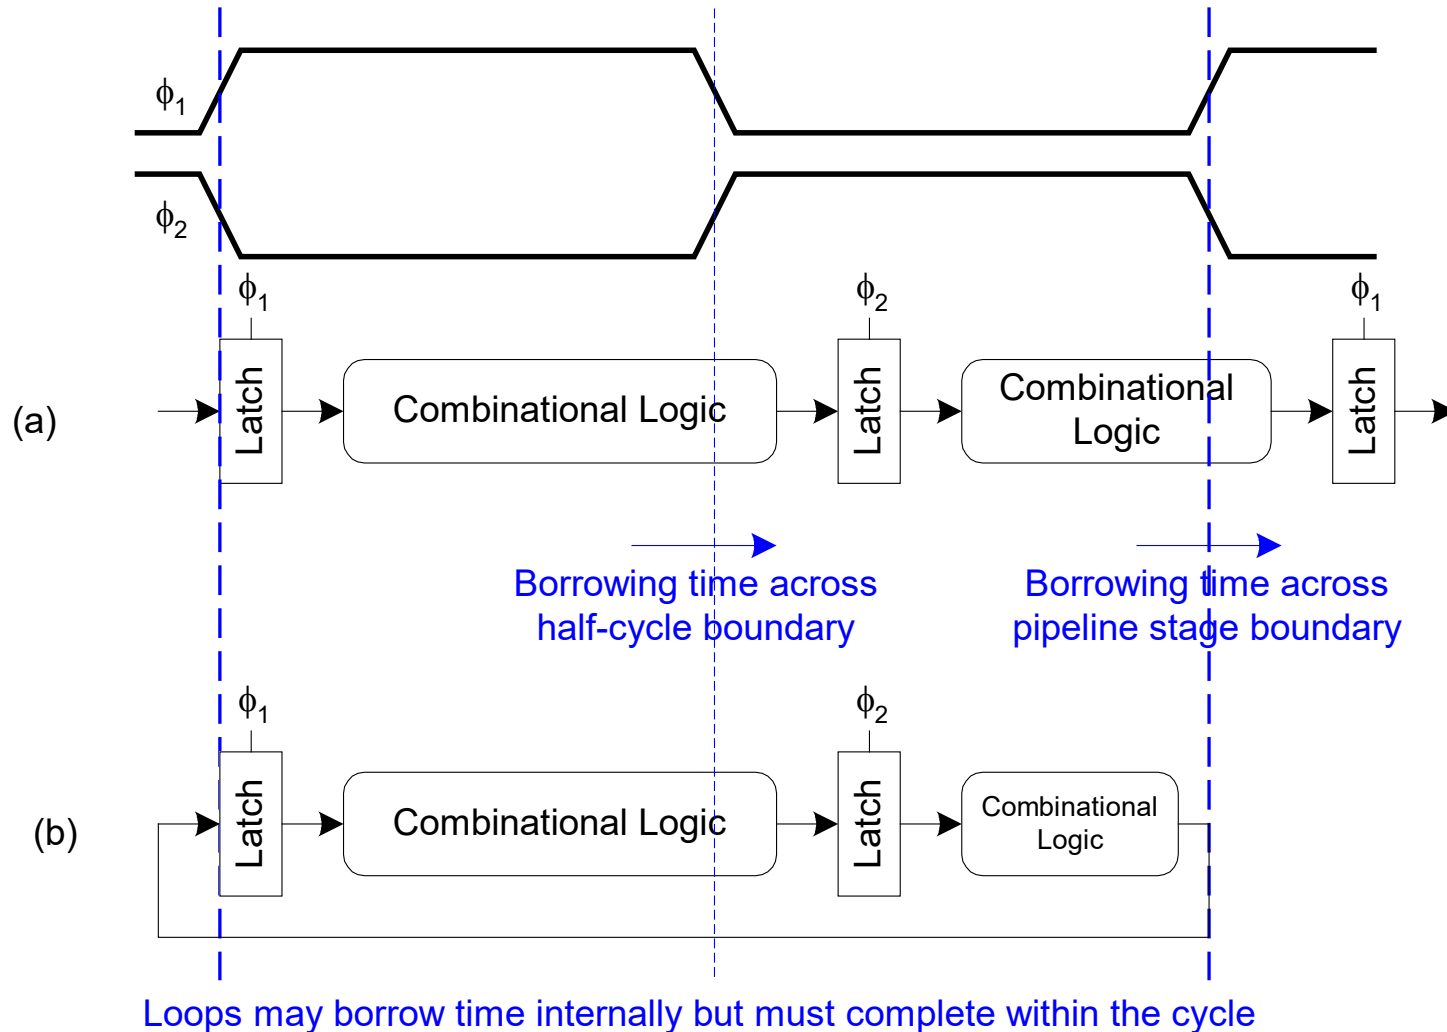 ϕ1
ϕ2
ϕ1
ϕ2
ϕ1
(a)
Latch
Combinational Logic
Latch
Combinational
Logic
Latch
Borrowing time across
half-cycle boundary
Borrowing time across
pipeline stage boundary
ϕ1
ϕ2
(b)
Latch
Combinational Logic
Latch
Combinational
Logic
Loops may borrow time internally but must complete within the cycle